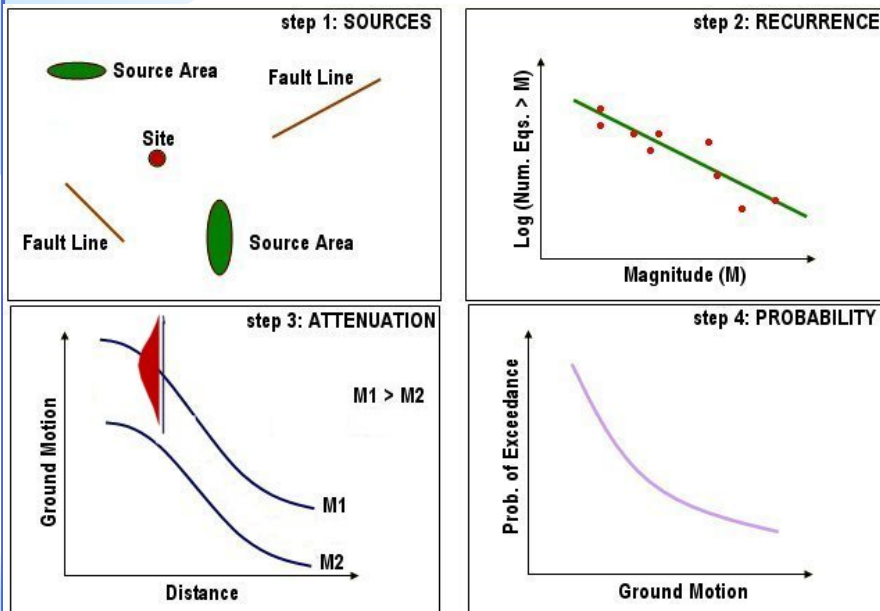 step 1: SOURCES
Source Area
Fault Line
Site
Fault Line
Source Area
step 2: RECURRENCE
Log (Num. Eqs. > M)
Magnitude (M)
step 3: ATTENUATION
Ground Motion
M1 > M2
M1
M2
Distance
step 4: PROBABILITY
Prob. of Exceedance
Ground Motion